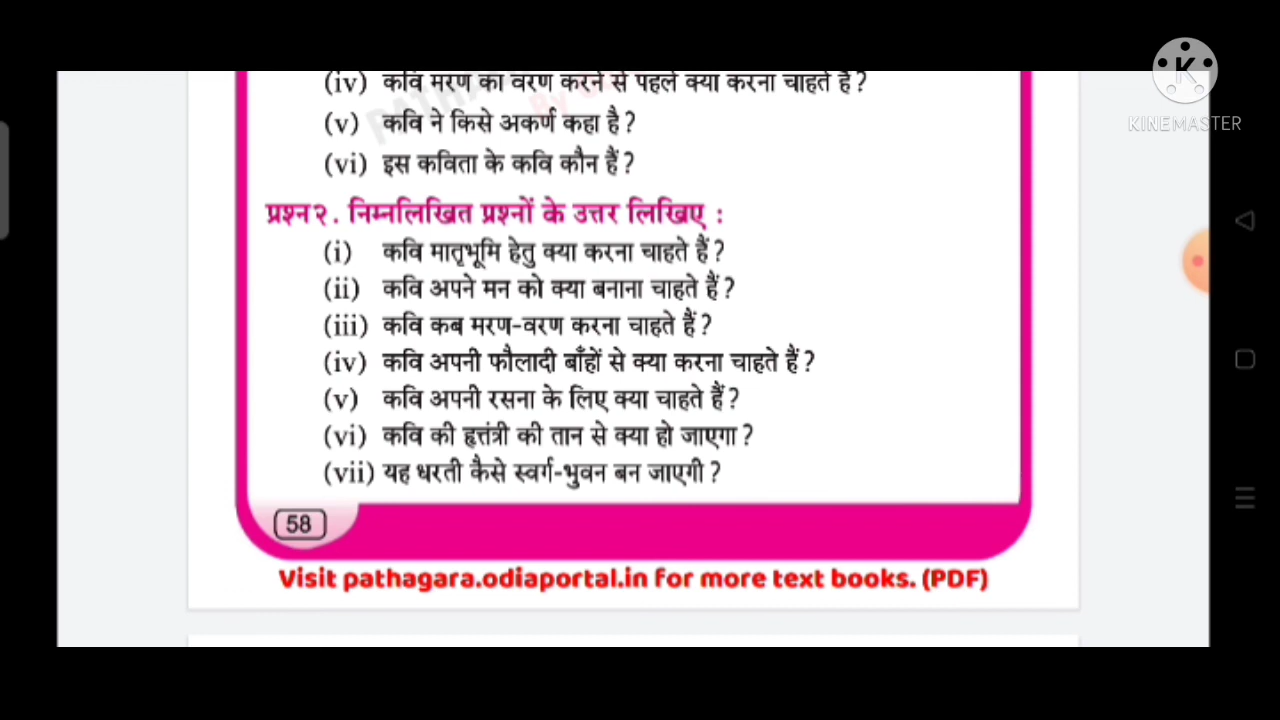 (iv) कवि मरण का वरण करने से पहले क्या करना चाहते हैं?
KINEMASTER
(v) कवि ने किसे अकर्ण कहा है?
(vi) इस कविता के कवि कौन हैं?
प्रश्न२. निम्नलिखित प्रश्नों के उत्तर लिखिए :
(i) कवि मातृभूमि हेतु क्या करना चाहते हैं?
(ii) कवि अपने मन को क्या बनाना चाहते हैं?
(iii) कवि कब मरण-वरण करना चाहते हैं?
(iv) कवि अपनी फौलादी बाँहों से क्या करना चाहते हैं?
(v) कवि अपनी रसना के लिए क्या चाहते हैं?
(vi) कवि की हृत्तंत्री की तान से क्या हो जाएगा?
(vii) यह धरती कैसे स्वर्ग-भुवन बन जाएगी?
58
Visit pathagara.odiaportal.in for more text books. (PDF)